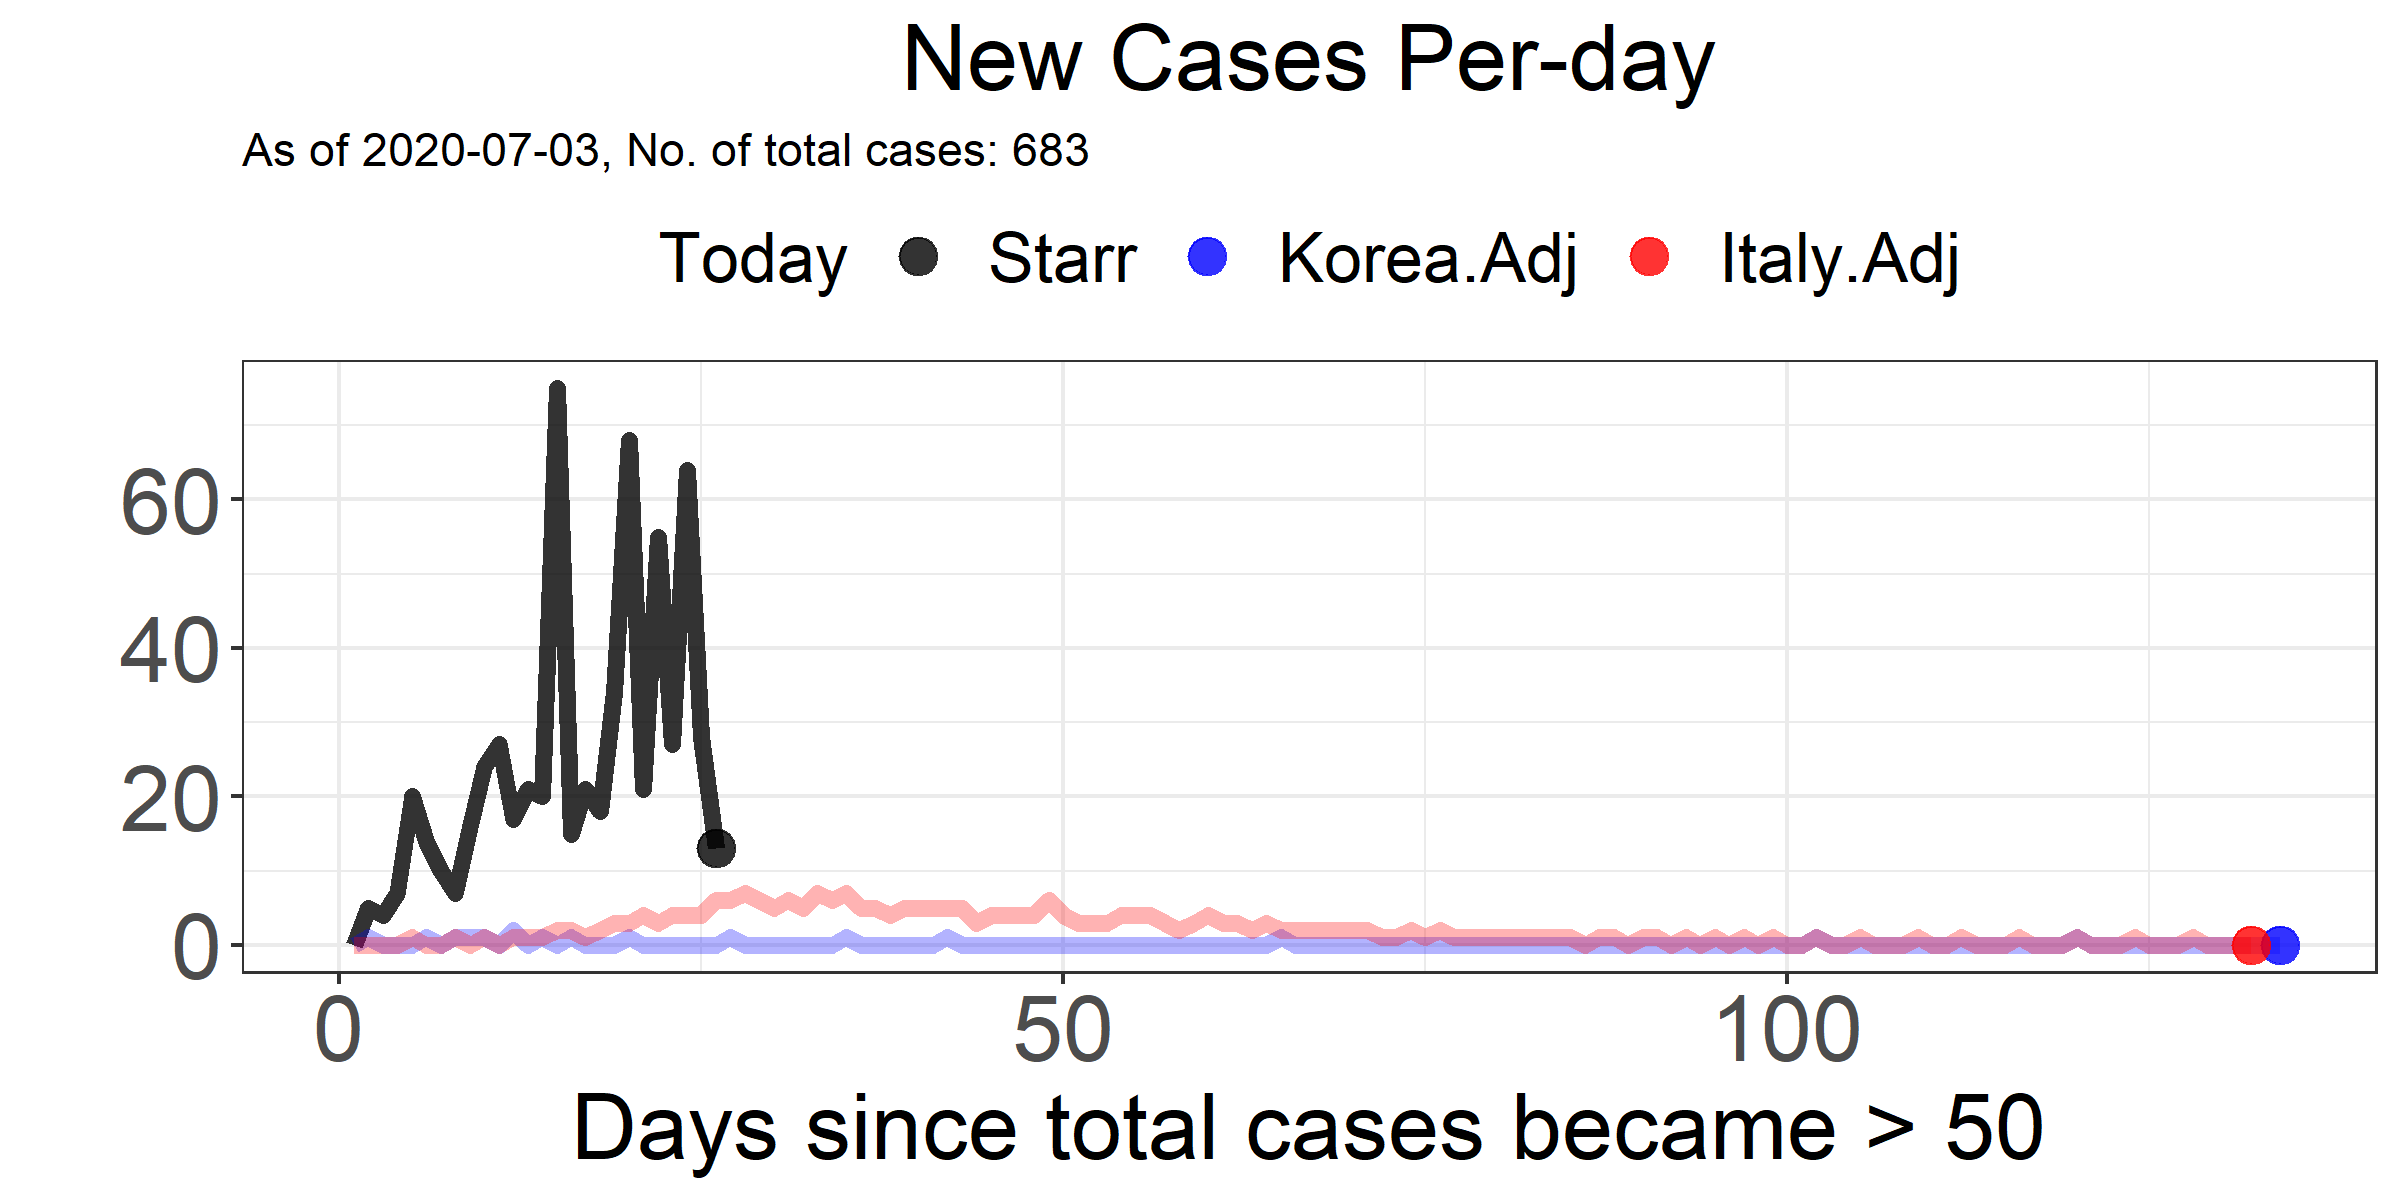 New Cases Per-day
As of 2020-07-03, No. of total cases: 683
Today Starr Korea.Adj Italy.Adj
60
40
20
0
0 50 100
Days since total cases became > 50